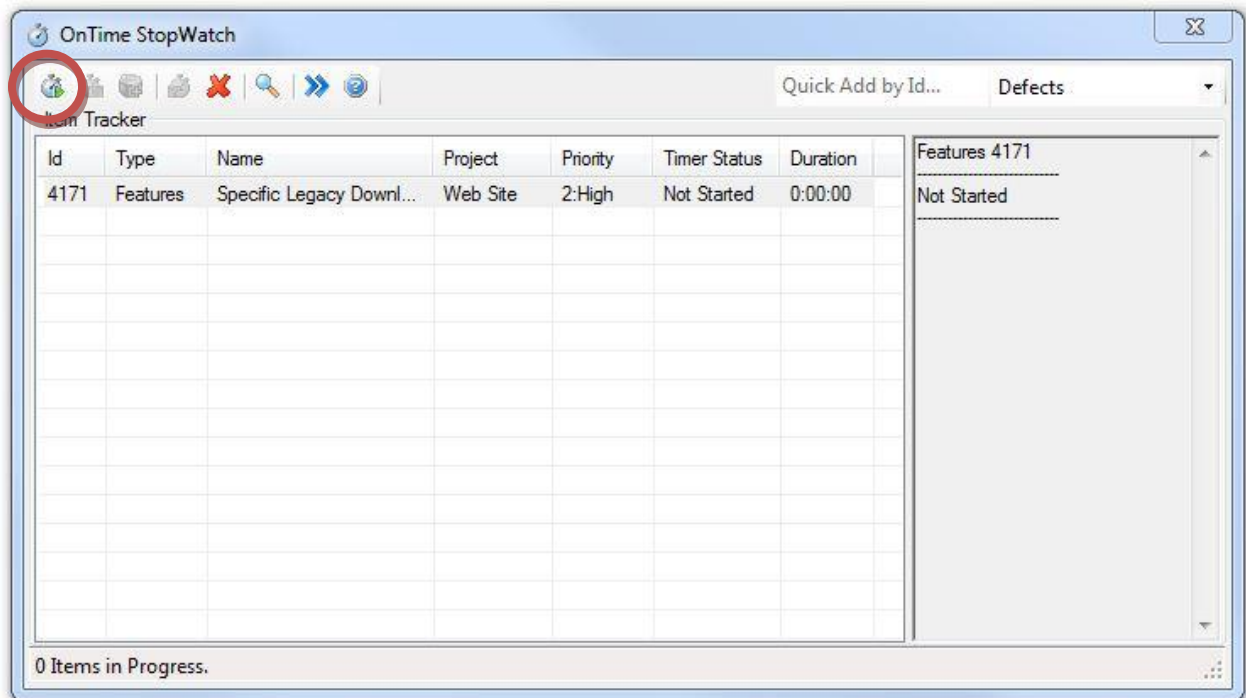 OnTime StopWatch
Quick Add by Id... Defects
Item Tracker
Id Type Name Project Priority Timer Status Duration
4171 Features Specific Legacy Downl... Web Site 2:High Not Started 0:00:00
Features 4171
----------------------------
Not Started
----------------------------
0 Items in Progress.